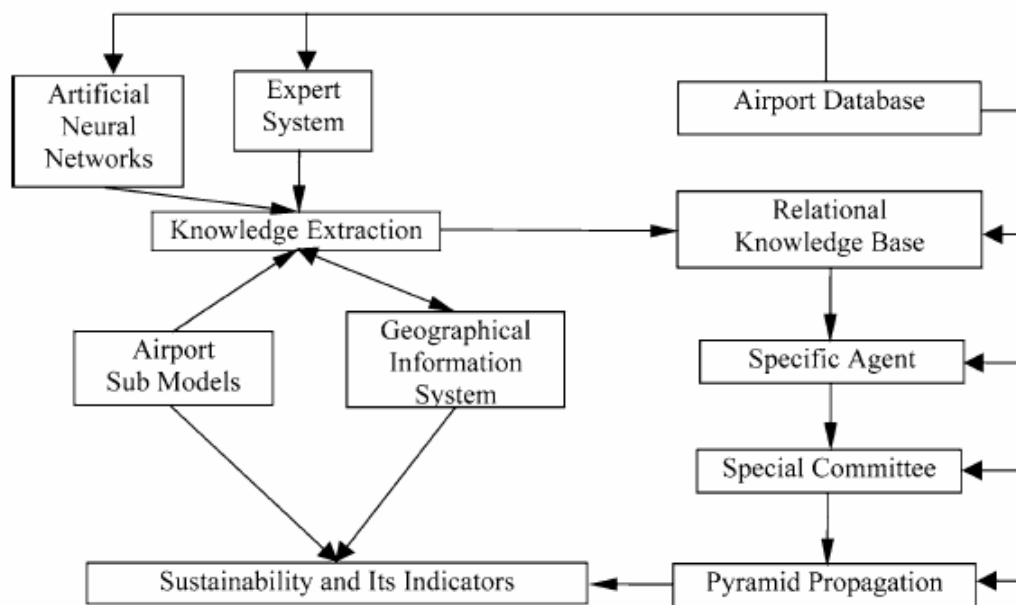 Artificial
Neural
Networks
Expert
System
Airport Database
Knowledge Extraction
Relational
Knowledge Base
Airport
Sub Models
Geographical
Information
System
Specific Agent
Special Committee
Sustainability and Its Indicators
Pyramid Propagation